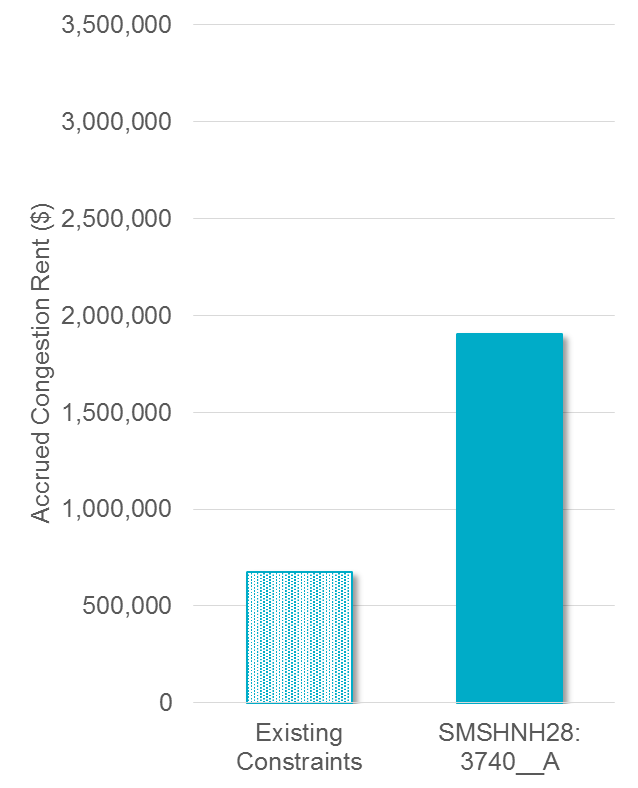 3,500,000
3,000,000
2,500,000
2,000,000
1,500,000
1,000,000
500,000
0
Accrued Congestion Rent ($)
Existing
Constraints
SMSHNH28:
3740__A